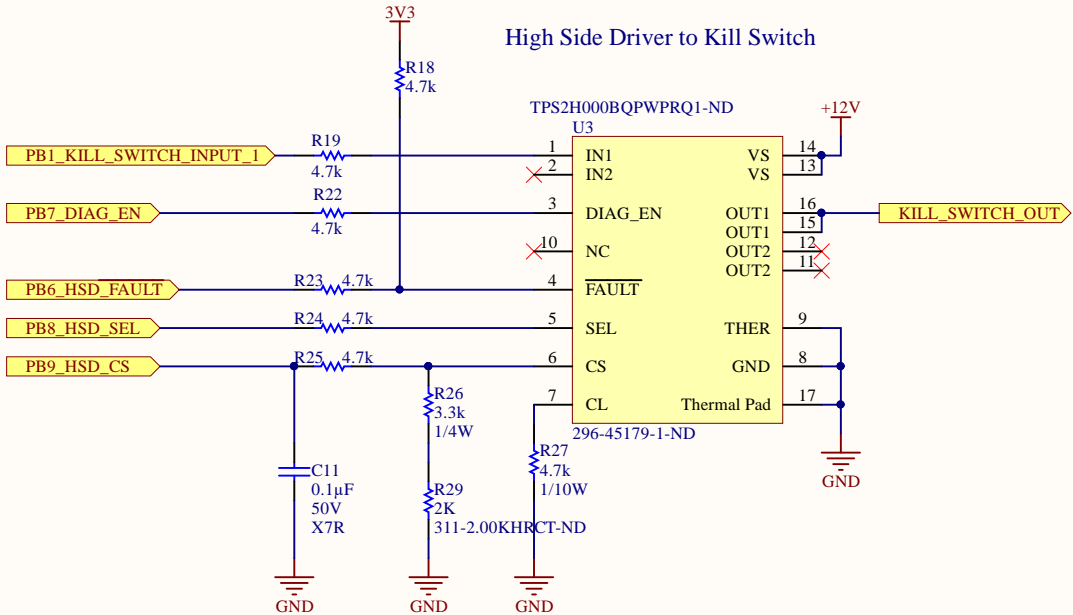 3V3
High Side Driver to Kill Switch
R18
4.7k
TPS2H000BQPWPRQ1-ND
U3
+12V
PB1_KILL_SWITCH_INPUT_1
R19
4.7k
1
IN1
VS
14
2
IN2
VS
13
PB7_DIAG_EN
R22
4.7k
3
DIAG_EN
OUT1
16
KILL_SWITCH_OUT
OUT1
15
10
NC
OUT2
12
OUT2
11
PB6_HSD_FAULT
R23
4.7k
4
FAULT
PB8_HSD_SEL
R24
4.7k
5
SEL
THER
9
PB9_HSD_CS
R25
4.7k
6
CS
GND
8
R26
3.3k
1/4W
7
CL
Thermal Pad
17
296-45179-1-ND
R27
4.7k
1/10W
GND
C11
0.1µF
50V
X7R
R29
2K
311-2.00KHRCT-ND
GND
GND
GND